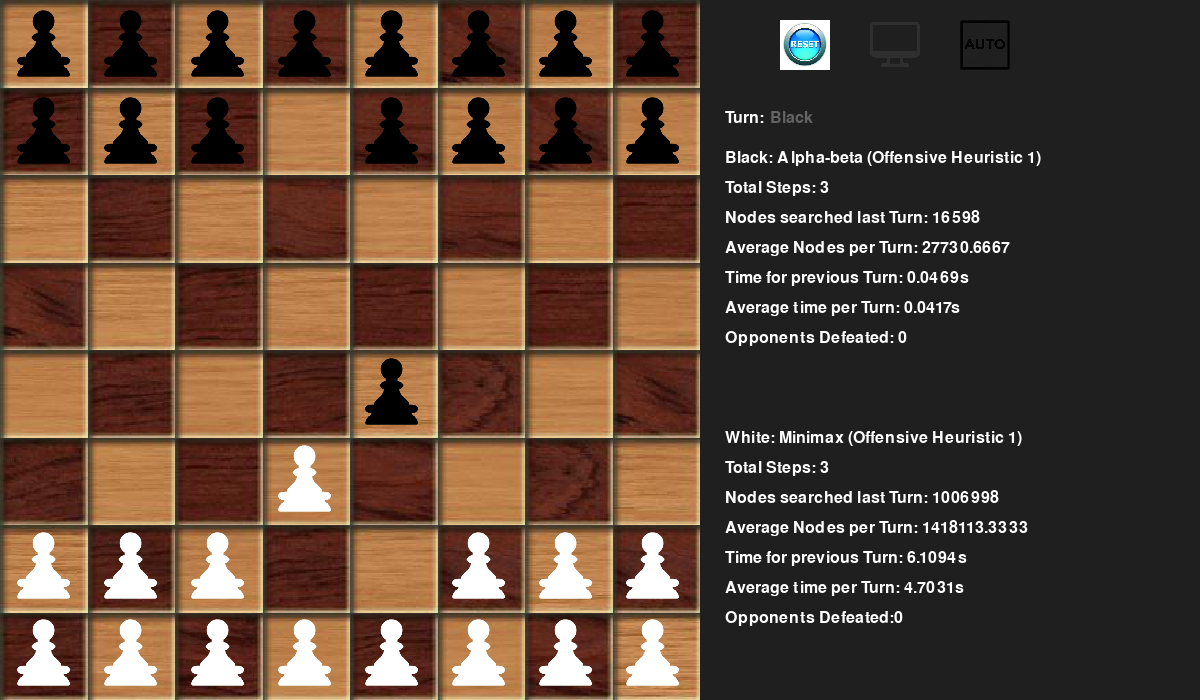 RESET
AUTO
Turn: Black
Black: Alpha-beta (Offensive Heuristic 1)
Total Steps: 3
Nodes searched last Turn: 16598
Average Nodes per Turn: 27730.6667
Time for previous Turn: 0.0469s
Average time per Turn: 0.0417s
Opponents Defeated: 0
White: Minimax (Offensive Heuristic 1)
Total Steps: 3
Nodes searched last Turn: 1006998
Average Nodes per Turn: 1418113.3333
Time for previous Turn: 6.1094s
Average time per Turn: 4.7031s
Opponents Defeated:0